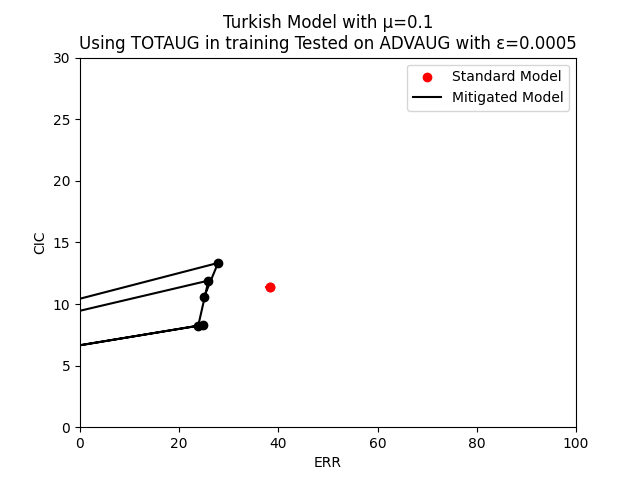 Turkish Model with μ=0.1
Using TOTAUG in training Tested on ADVAUG with ε=0.0005
Standard Model
Mitigated Model
30
25
20
15
10
5
0
CIC
0 20 40 60 80 100
ERR